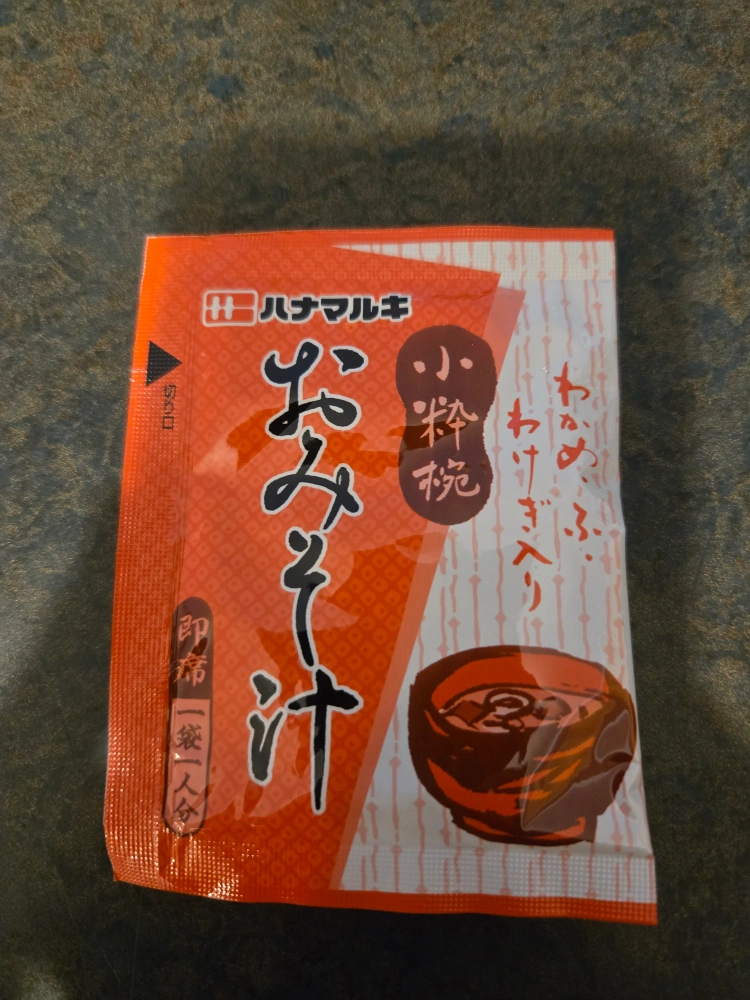 ハナマルキ
おみそ汁
小粋椀
わかめ、ふ、
わけぎ入り
切り口
即席
一袋一人分